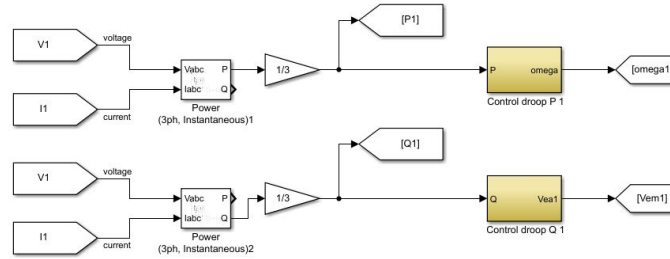 [P1]
V1
voltage
Vabc P
1/3
P omega
[omega1
I1
Iabc Q
current
Power
(3ph, Instantaneous)1
Control droop P 1
[Q1]
V1
voltage
Vabc P
1/3
Q Vea1
[Vem1]
I1
Iabc Q
current
Power
(3ph, Instantaneous)2
Control droop Q 1